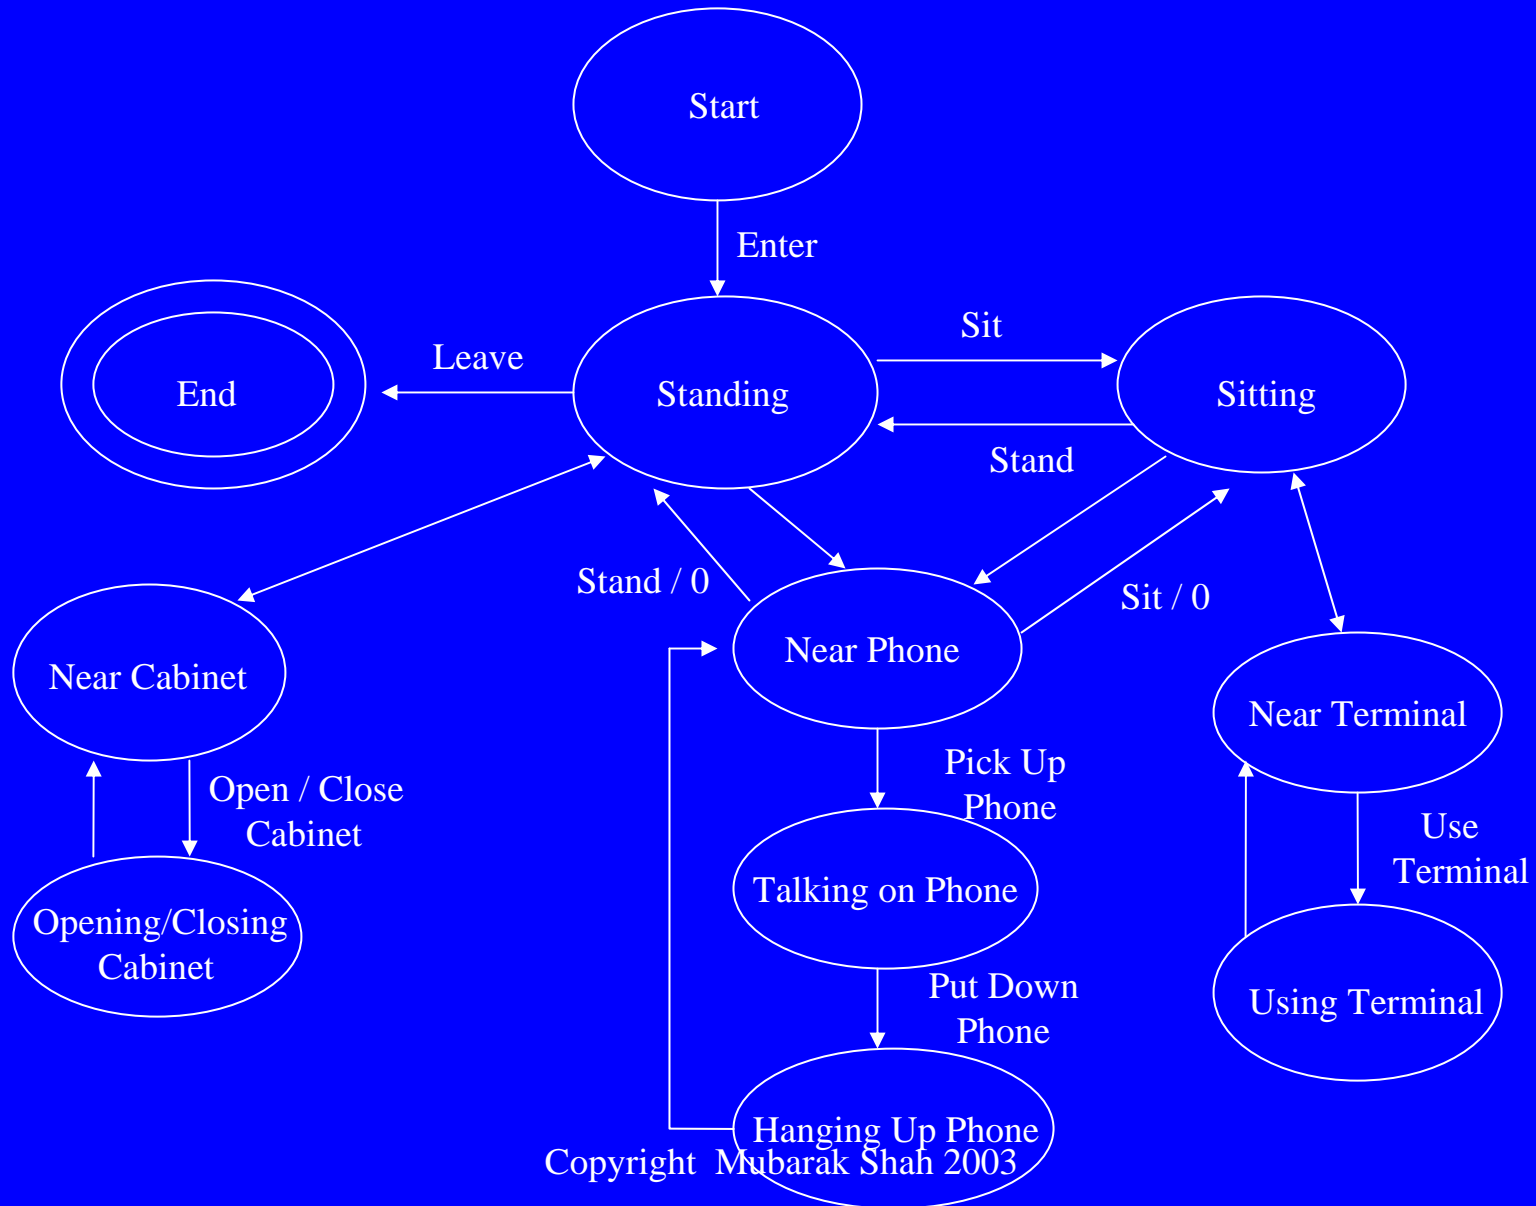 Start
Enter
Sit
Leave
End
Standing
Sitting
Stand
Stand / 0
Sit / 0
Near Phone
Near Cabinet
Near Terminal
Pick Up
Phone
Open / Close
Cabinet
Use
Terminal
Talking on Phone
Opening/Closing
Cabinet
Put Down
Phone
Using Terminal
Hanging Up Phone
Copyright Mubarak Shah 2003